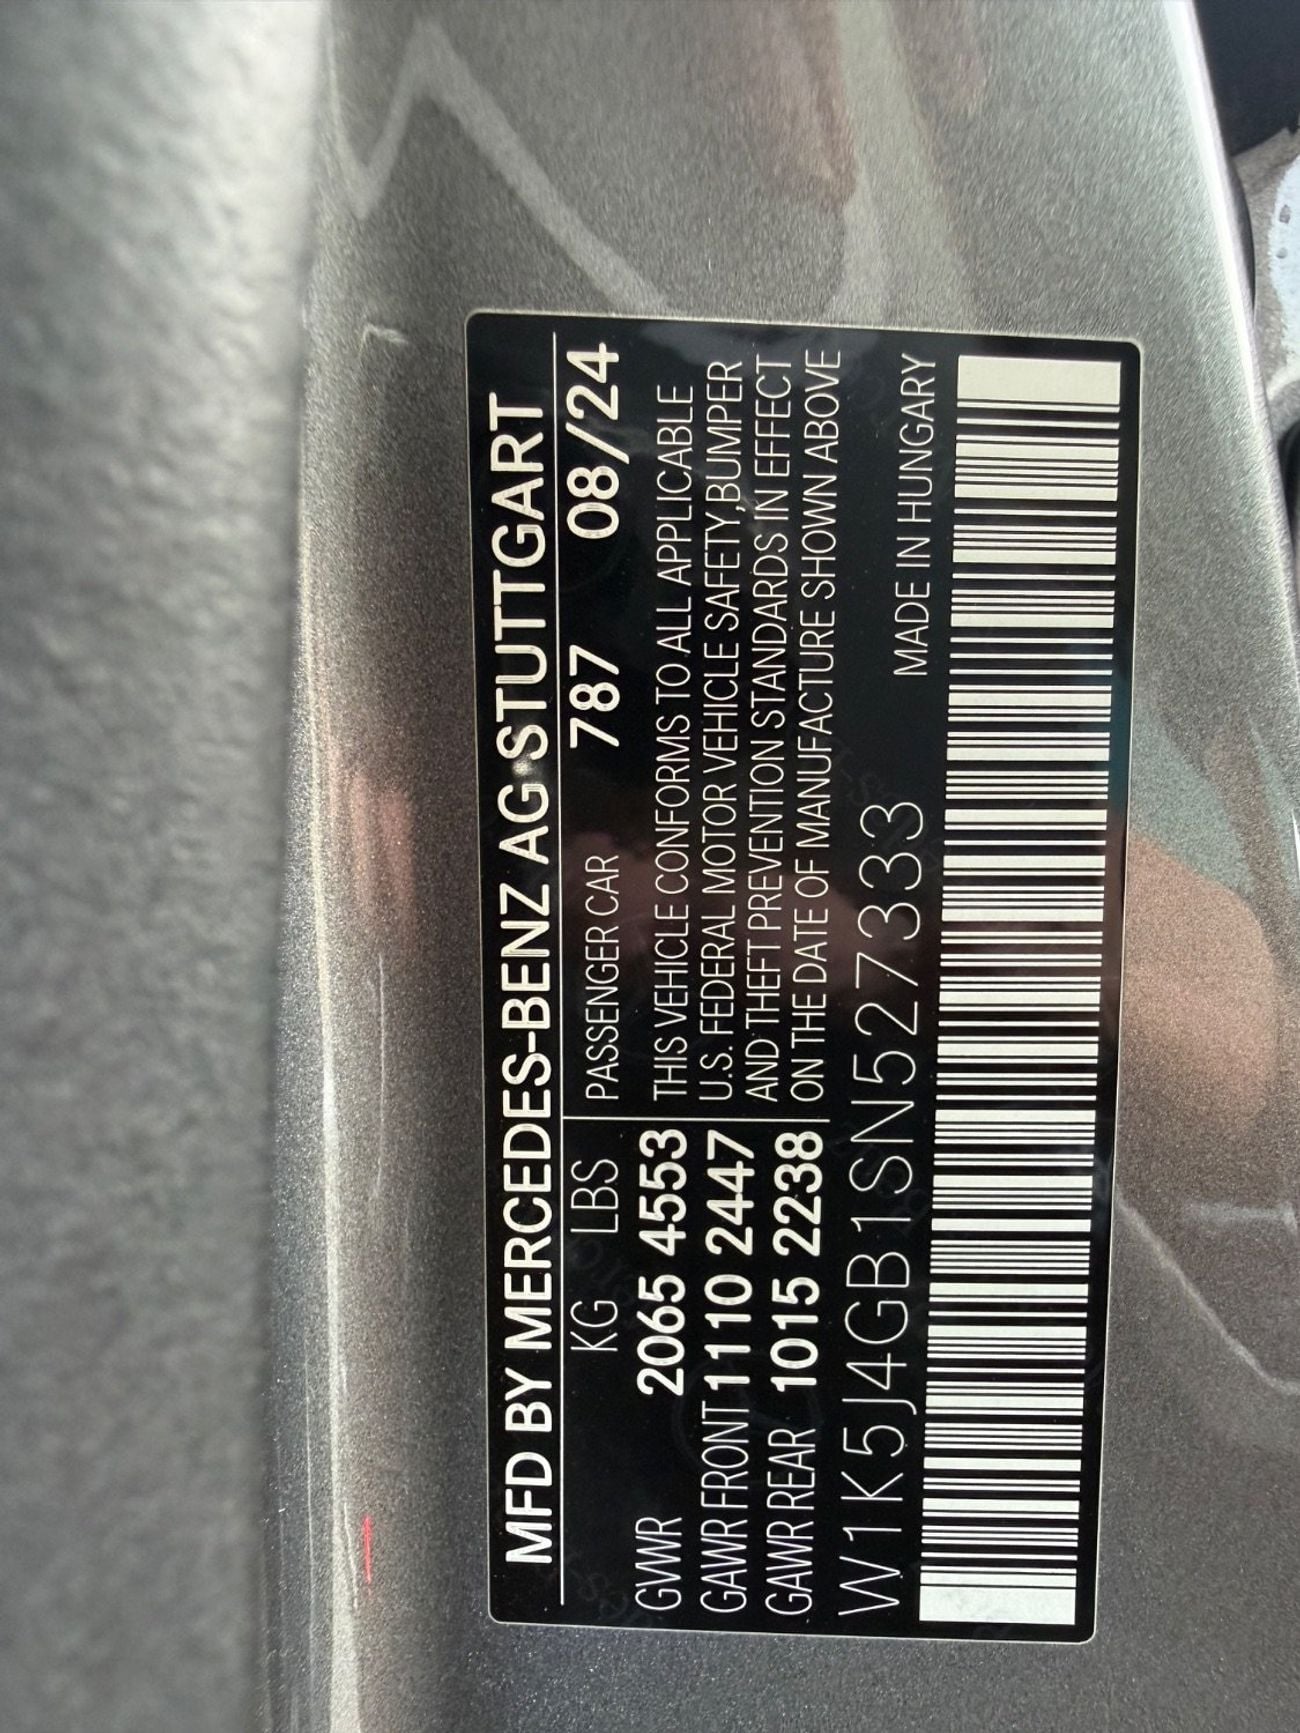 MFD BY MERCEDES-BENZ AG·STUTTGART
KG LBS PASSENGER CAR 787 08/24
GVWR 2065 4553
GAWR FRONT 1110 2447
GAWR REAR 1015 2238
THIS VEHICLE CONFORMS TO ALL APPLICABLE
U.S. FEDERAL MOTOR VEHICLE SAFETY,BUMPER
AND THEFT PREVENTION STANDARDS IN EFFECT
ON THE DATE OF MANUFACTURE SHOWN ABOVE
W1K5J4GB1SN527333 MADE IN HUNGARY